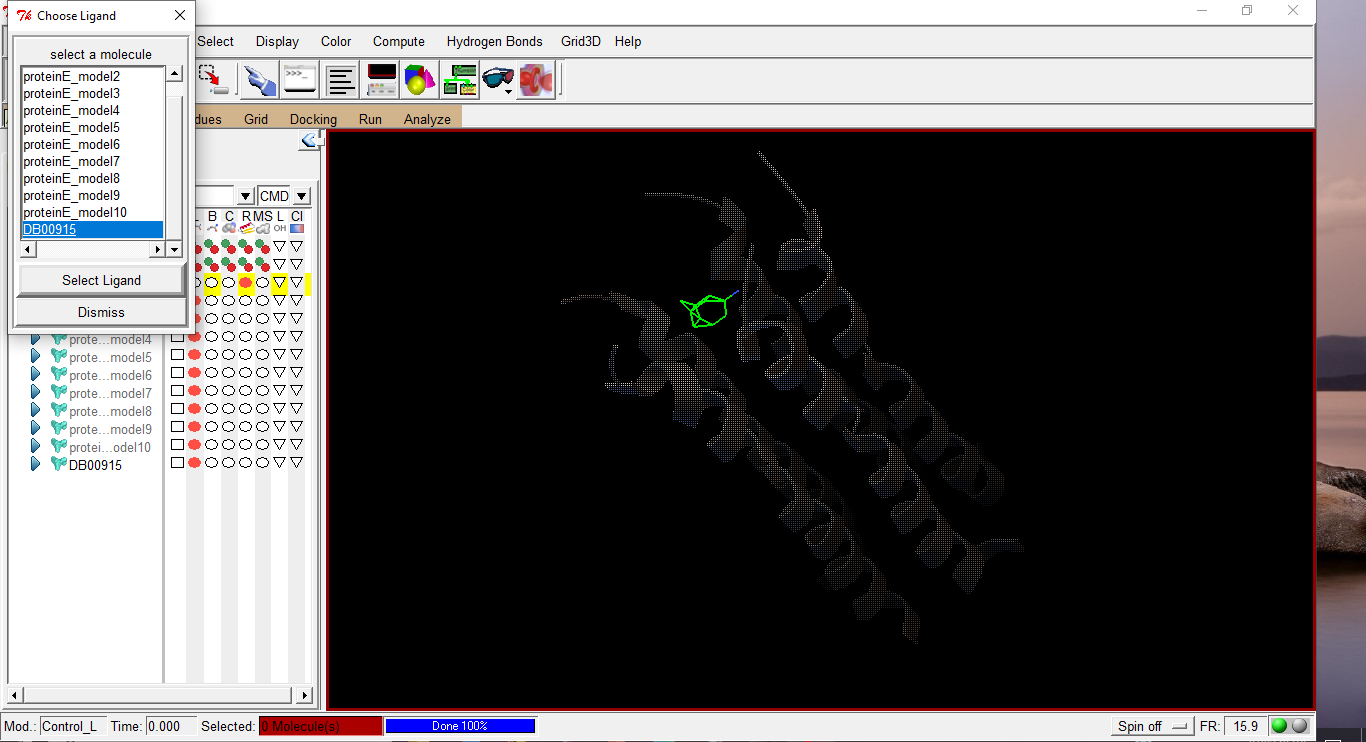 Choose Ligand
select a molecule
proteinE_model2
proteinE_model3
proteinE_model4
proteinE_model5
proteinE_model6
proteinE_model7
proteinE_model8
proteinE_model9
proteinE_model10
DB00915
Select Ligand
Dismiss
Select Display Color Compute Hydrogen Bonds Grid3D Help
>>>_
dues Grid Docking Run Analyze
CMD
B C R MS L Cl
OH
prote...model4
prote...model5
prote...model6
prote...model7
prote...model8
prote...model9
protei...odel10
DB00915
Mod.: Control_L Time: 0.000 Selected: 0 Molecule(s) Done 100% Spin off FR: 15.9